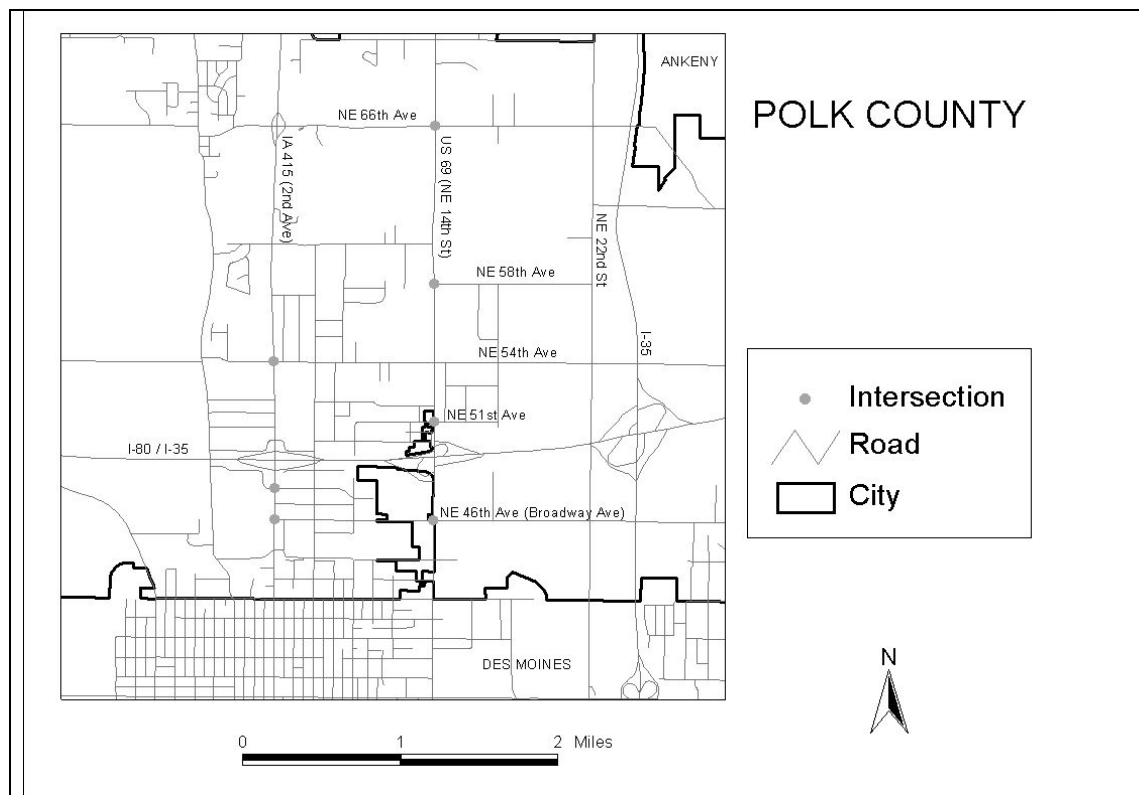 ANKENY
POLK COUNTY
NE 66th Ave
IA 415 (2nd Ave)
US 69 (NE 14th St)
NE 22nd St
NE 58th Ave
I-35
NE 54th Ave
NE 51st Ave
I-80 / I-35
NE 46th Ave (Broadway Ave)
DES MOINES
Intersection
Road
City
N
0 1 2 Miles